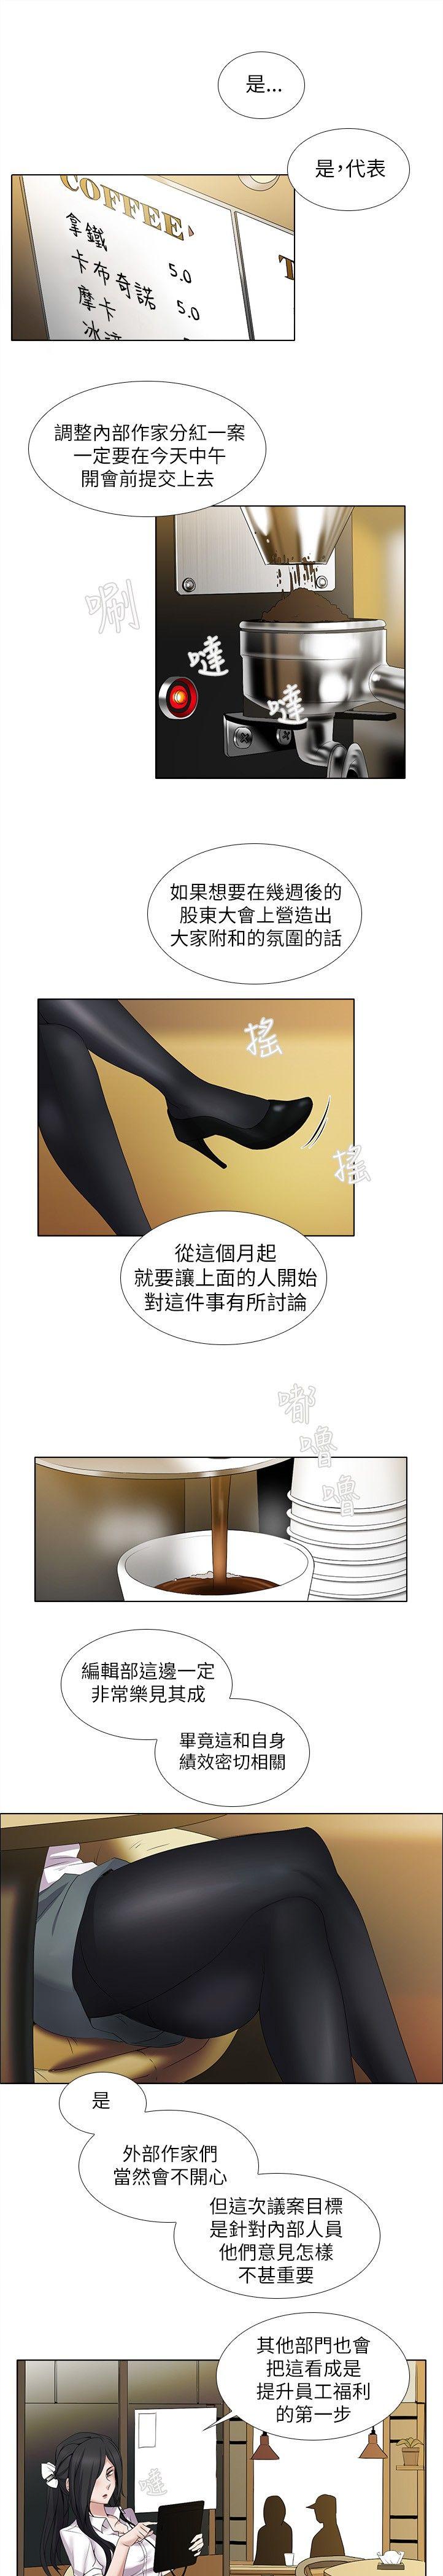 是…
是,代表
COFFEE
拿鐵 5.0
卡布奇諾 5.0
摩卡
冰
T
調整內部作家分紅一案
一定要在今天中午
開會前提交上去
唰
噠
噠
如果想要在幾週後的
股東大會上營造出
大家附和的氛圍的話
搖
搖
從這個月起
就要讓上面的人開始
對這件事有所討論
嘟
嚕
嚕
編輯部這邊一定
非常樂見其成
畢竟這和自身
績效密切相關
是
外部作家們
當然會不開心
但這次議案目標
是針對內部人員
他們意見怎樣
不甚重要
其他部門也會
把這看成是
提升員工福利
的第一步
噠